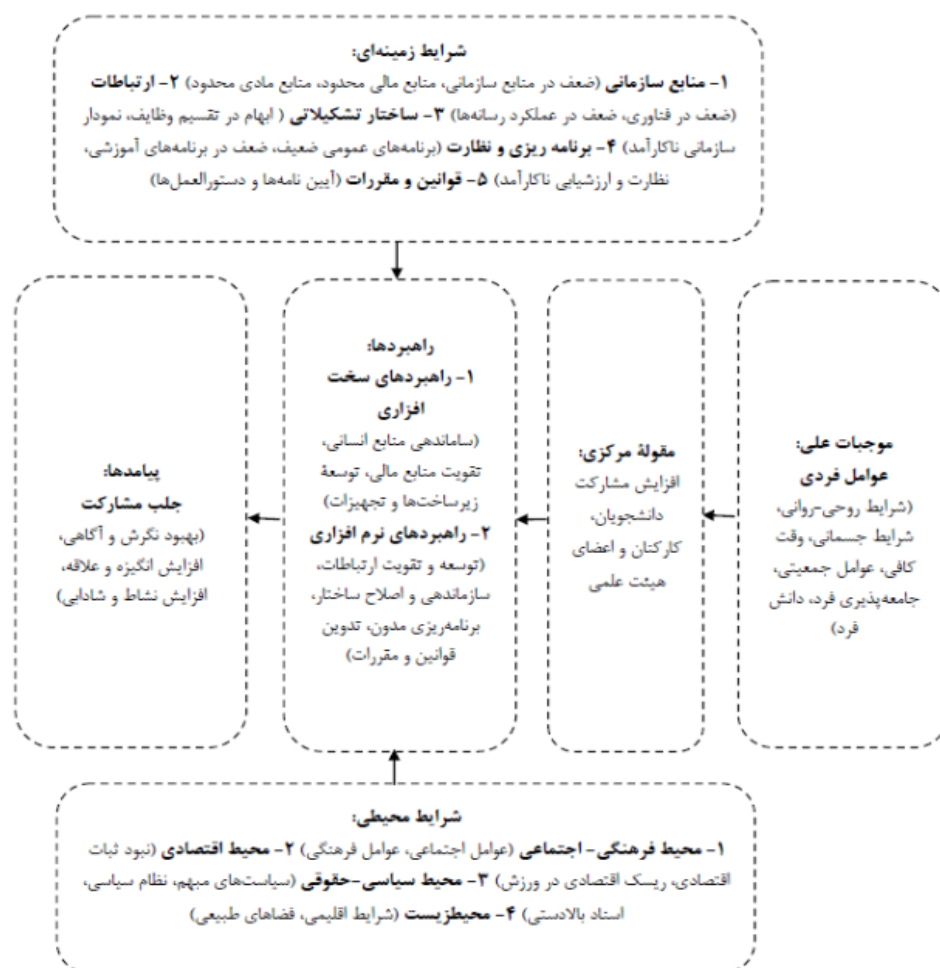 شرایط زمینه‌ای:
۱- منابع سازمانی (ضعف در منابع سازمانی، منابع مالی محدود، منابع مادی محدود) ۲- ارتباطات
(ضعف در فناوری، ضعف در عملکرد رسانه‌ها) ۳- ساختار تشکیلاتی ( ابهام در تقسیم وظایف، نمودار
سازمانی ناکارآمد) ۴- برنامه ریزی و نظارت (برنامه‌های عمومی ضعیف، ضعف در برنامه‌های آموزشی،
نظارت و ارزشیابی ناکارآمد) ۵- قوانین و مقررات (آیین نامه‌ها و دستورالعمل‌ها)
موجبات علی:
عوامل فردی
(شرایط روحی-روانی،
شرایط جسمانی، وقت
کافی، عوامل جمعیتی،
جامعه‌پذیری فرد، دانش
فرد)
مقولۀ مرکزی:
افزایش مشارکت
دانشجویان،
کارکنان و اعضای
هیئت علمی
راهبردها:
۱- راهبردهای سخت
افزاری
(ساماندهی منابع انسانی،
تقویت منابع مالی، توسعۀ
زیرساخت‌ها و تجهیزات)
۲- راهبردهای نرم افزاری
(توسعه و تقویت ارتباطات،
سازماندهی و اصلاح ساختار،
برنامه‌ریزی مدون، تدوین
قوانین و مقررات)
پیامدها:
جلب مشارکت
(بهبود نگرش و آگاهی،
افزایش انگیزه و علاقه،
افزایش نشاط و شادابی)
شرایط محیطی:
۱- محیط فرهنگی- اجتماعی (عوامل اجتماعی، عوامل فرهنگی) ۲- محیط اقتصادی (نبود ثبات
اقتصادی، ریسک اقتصادی در ورزش) ۳- محیط سیاسی-حقوقی (سیاست‌های مبهم، نظام سیاسی،
اسناد بالادستی) ۴- محیط‌زیست (شرایط اقلیمی، فضاهای طبیعی)